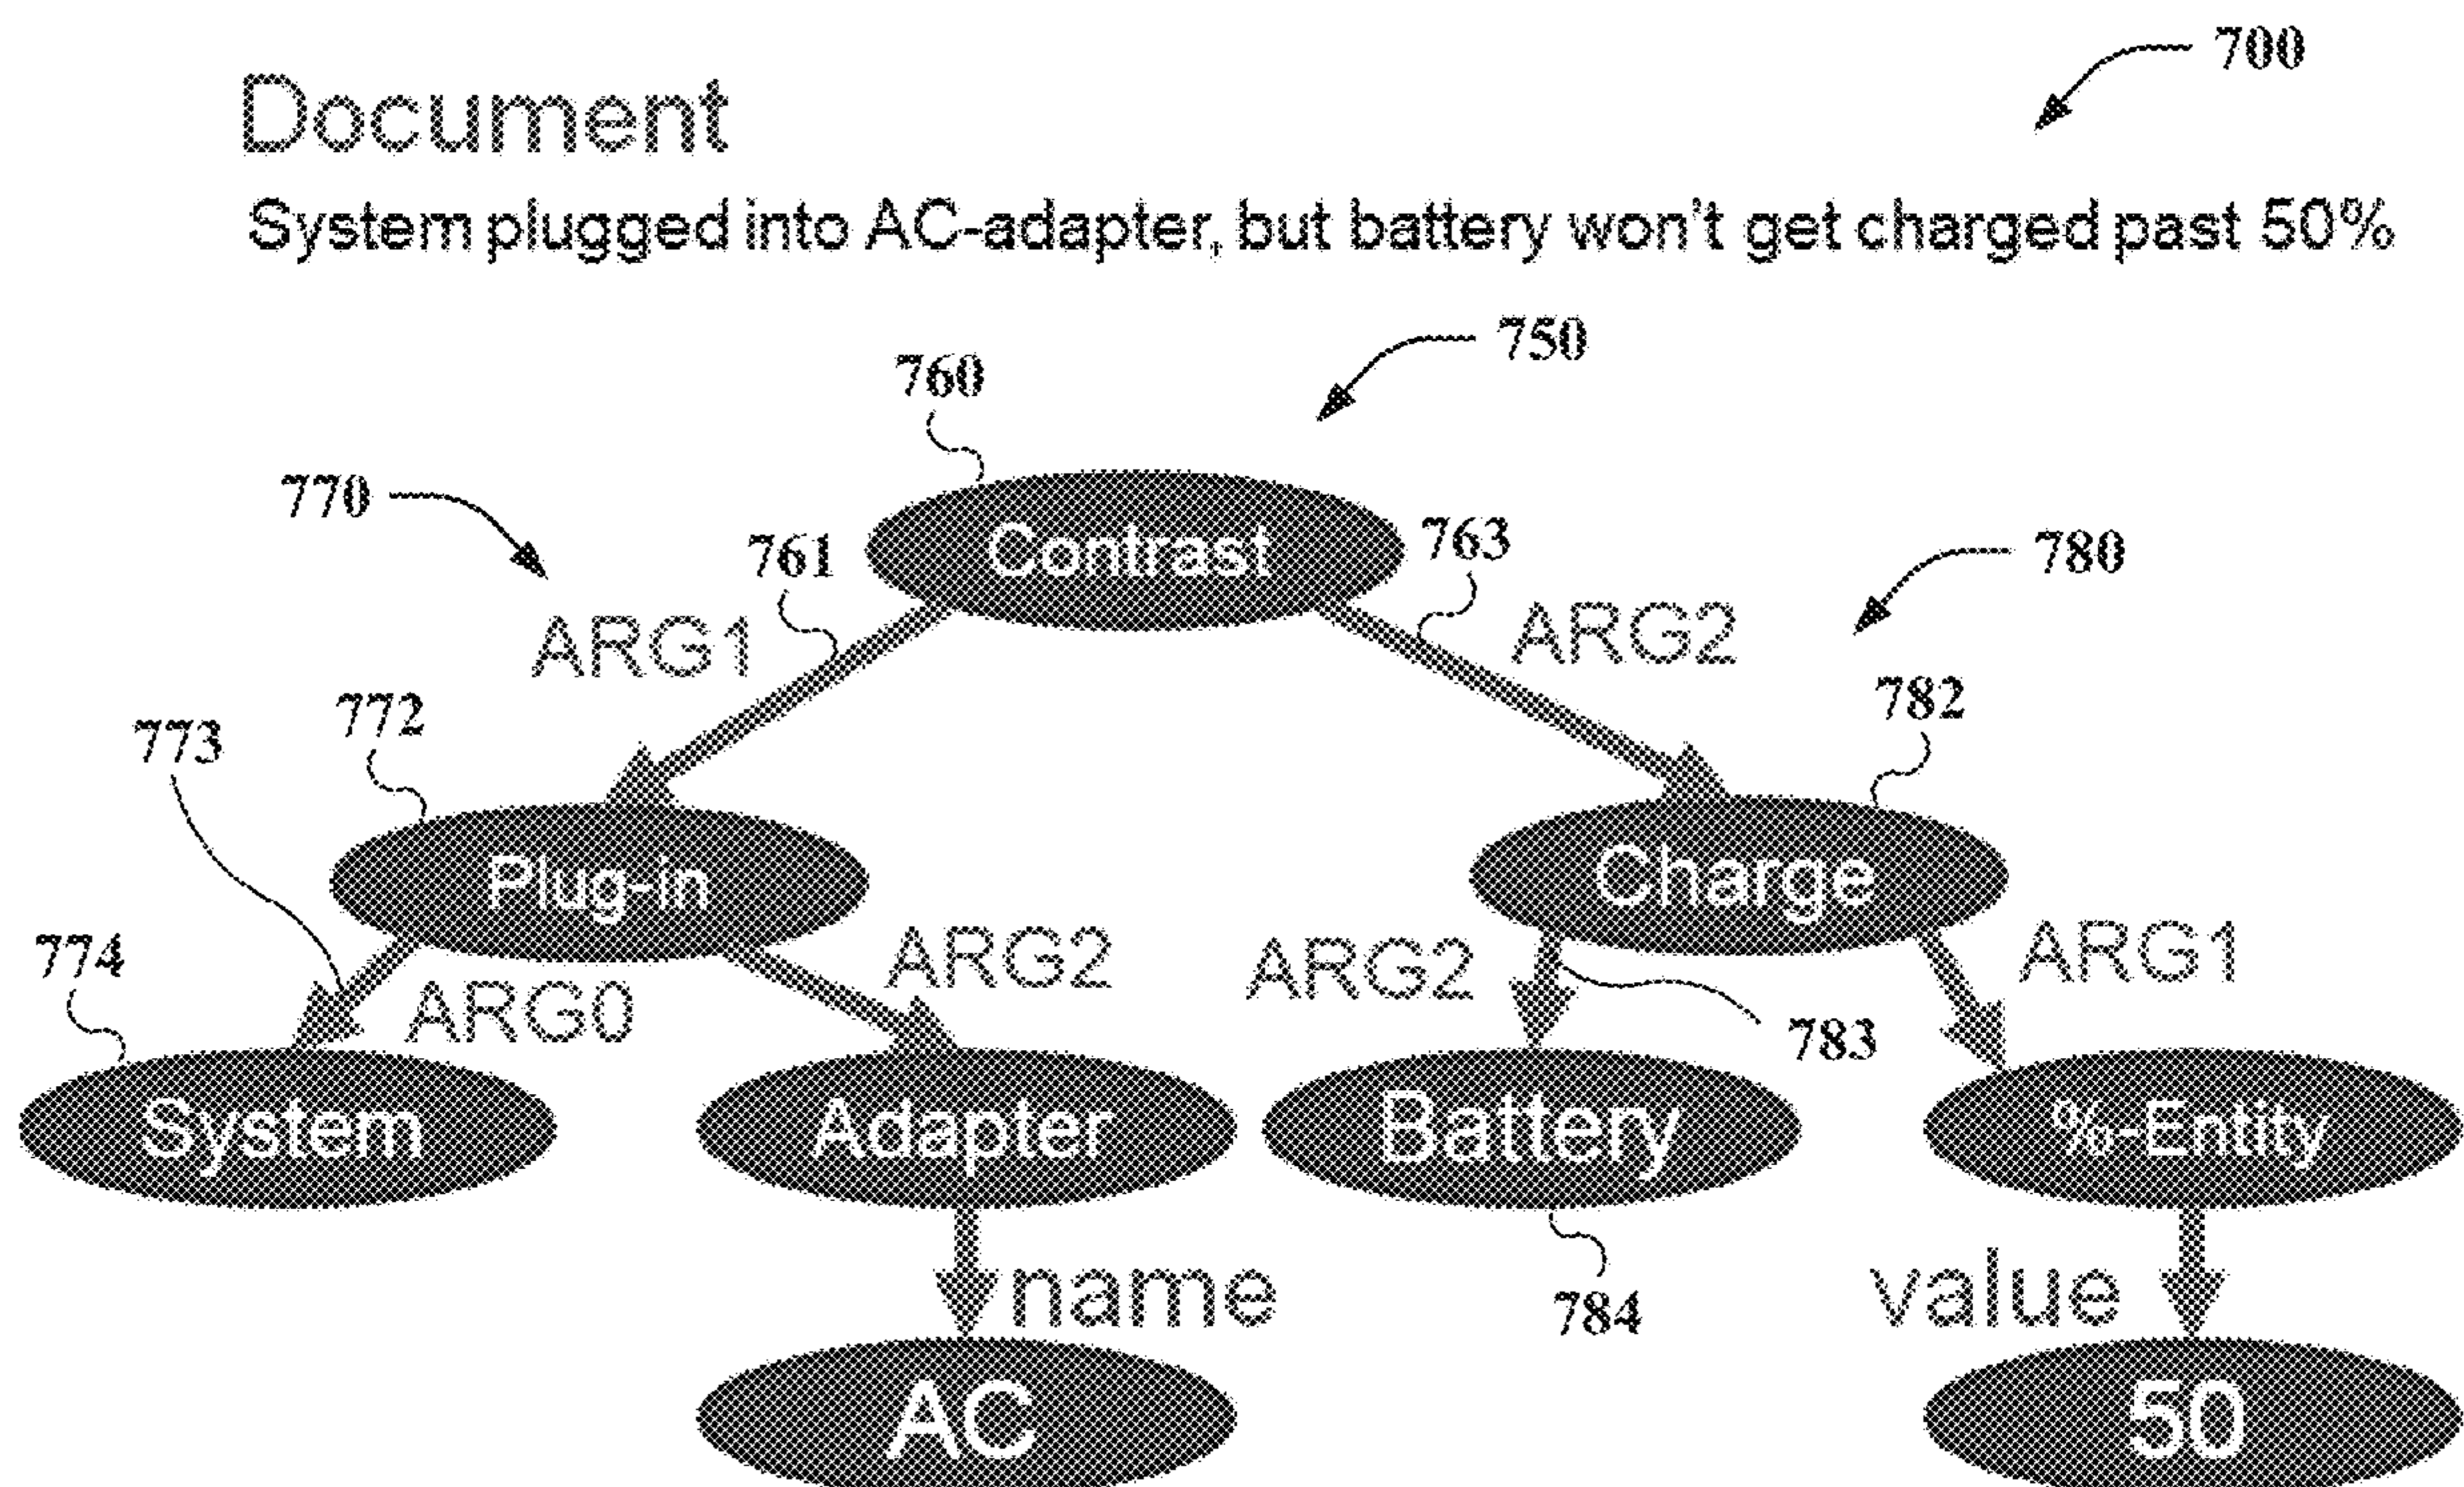 700
Document
System plugged into AC-adapter, but battery won't get charged past 50%
750
760
770
Contrast
761
763
780
ARG1
ARG2
772
782
773
Plug-in
Charge
774
ARG0
ARG2
ARG2
ARG1
783
System
Adapter
Battery
%-Entity
name
784
value
AC
50